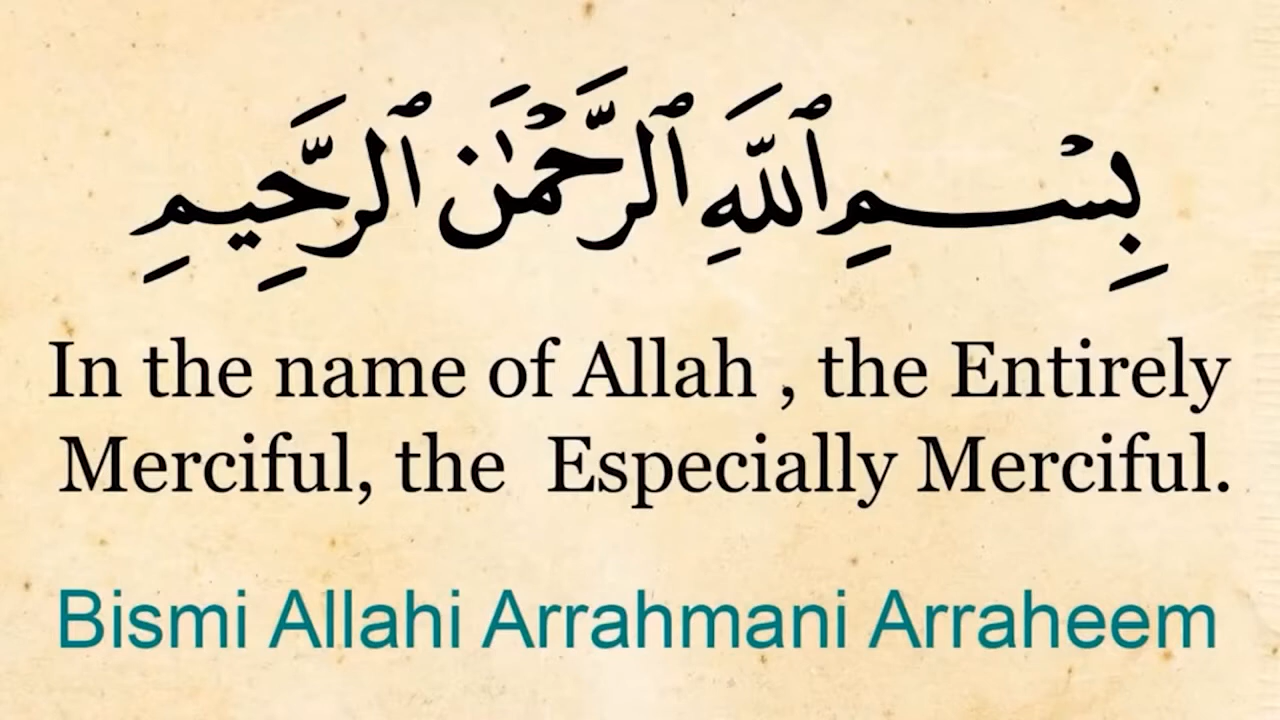 بِسْمِ ٱللَّهِ ٱلرَّحْمَٰنِ ٱلرَّحِيمِ
In the name of Allah , the Entirely
Merciful, the  Especially Merciful.
Bismi Allahi Arrahmani Arraheem